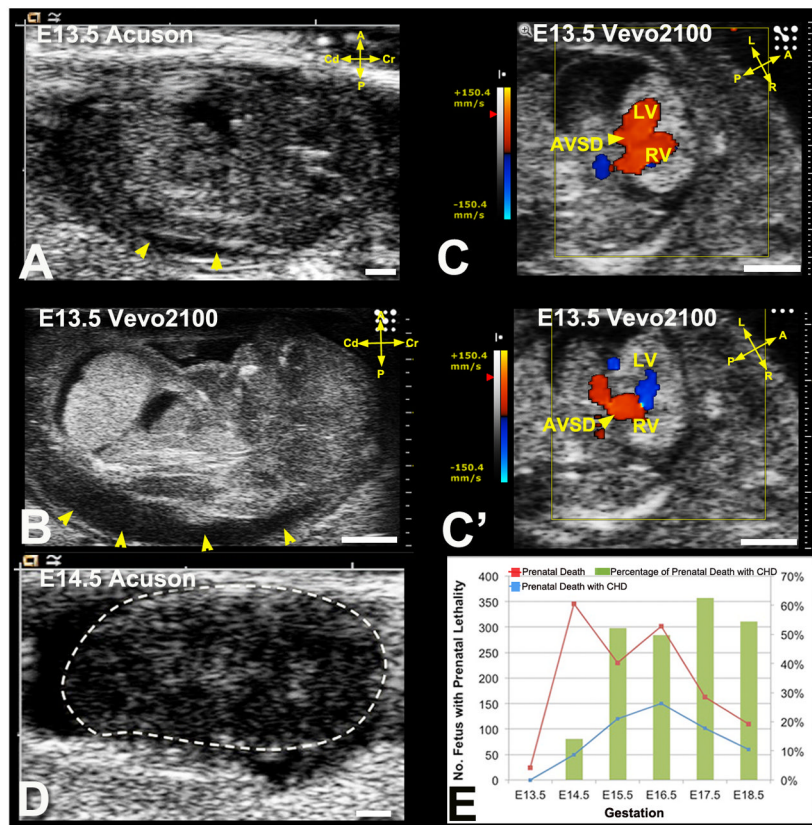 E13.5 Acuson
A
Cd Cr
P
A
E13.5 Vevo2100
+150.4
mm/s
-150.4
mm/s
L
A
P
R
LV
AVSD
RV
C
E13.5 Vevo2100
A
Cd Cr
P
B
E13.5 Vevo2100
+150.4
mm/s
-150.4
mm/s
L
A
P
R
LV
AVSD
RV
C’
E14.5 Acuson
D
Prenatal Death
Percentage of Prenatal Death with CHD
Prenatal Death with CHD
No. Fetus with Prenatal Lethality
400
350
300
250
200
150
100
50
0
70%
60%
50%
40%
30%
20%
10%
0%
E13.5 E14.5 E15.5 E16.5 E17.5 E18.5
Gestation
E